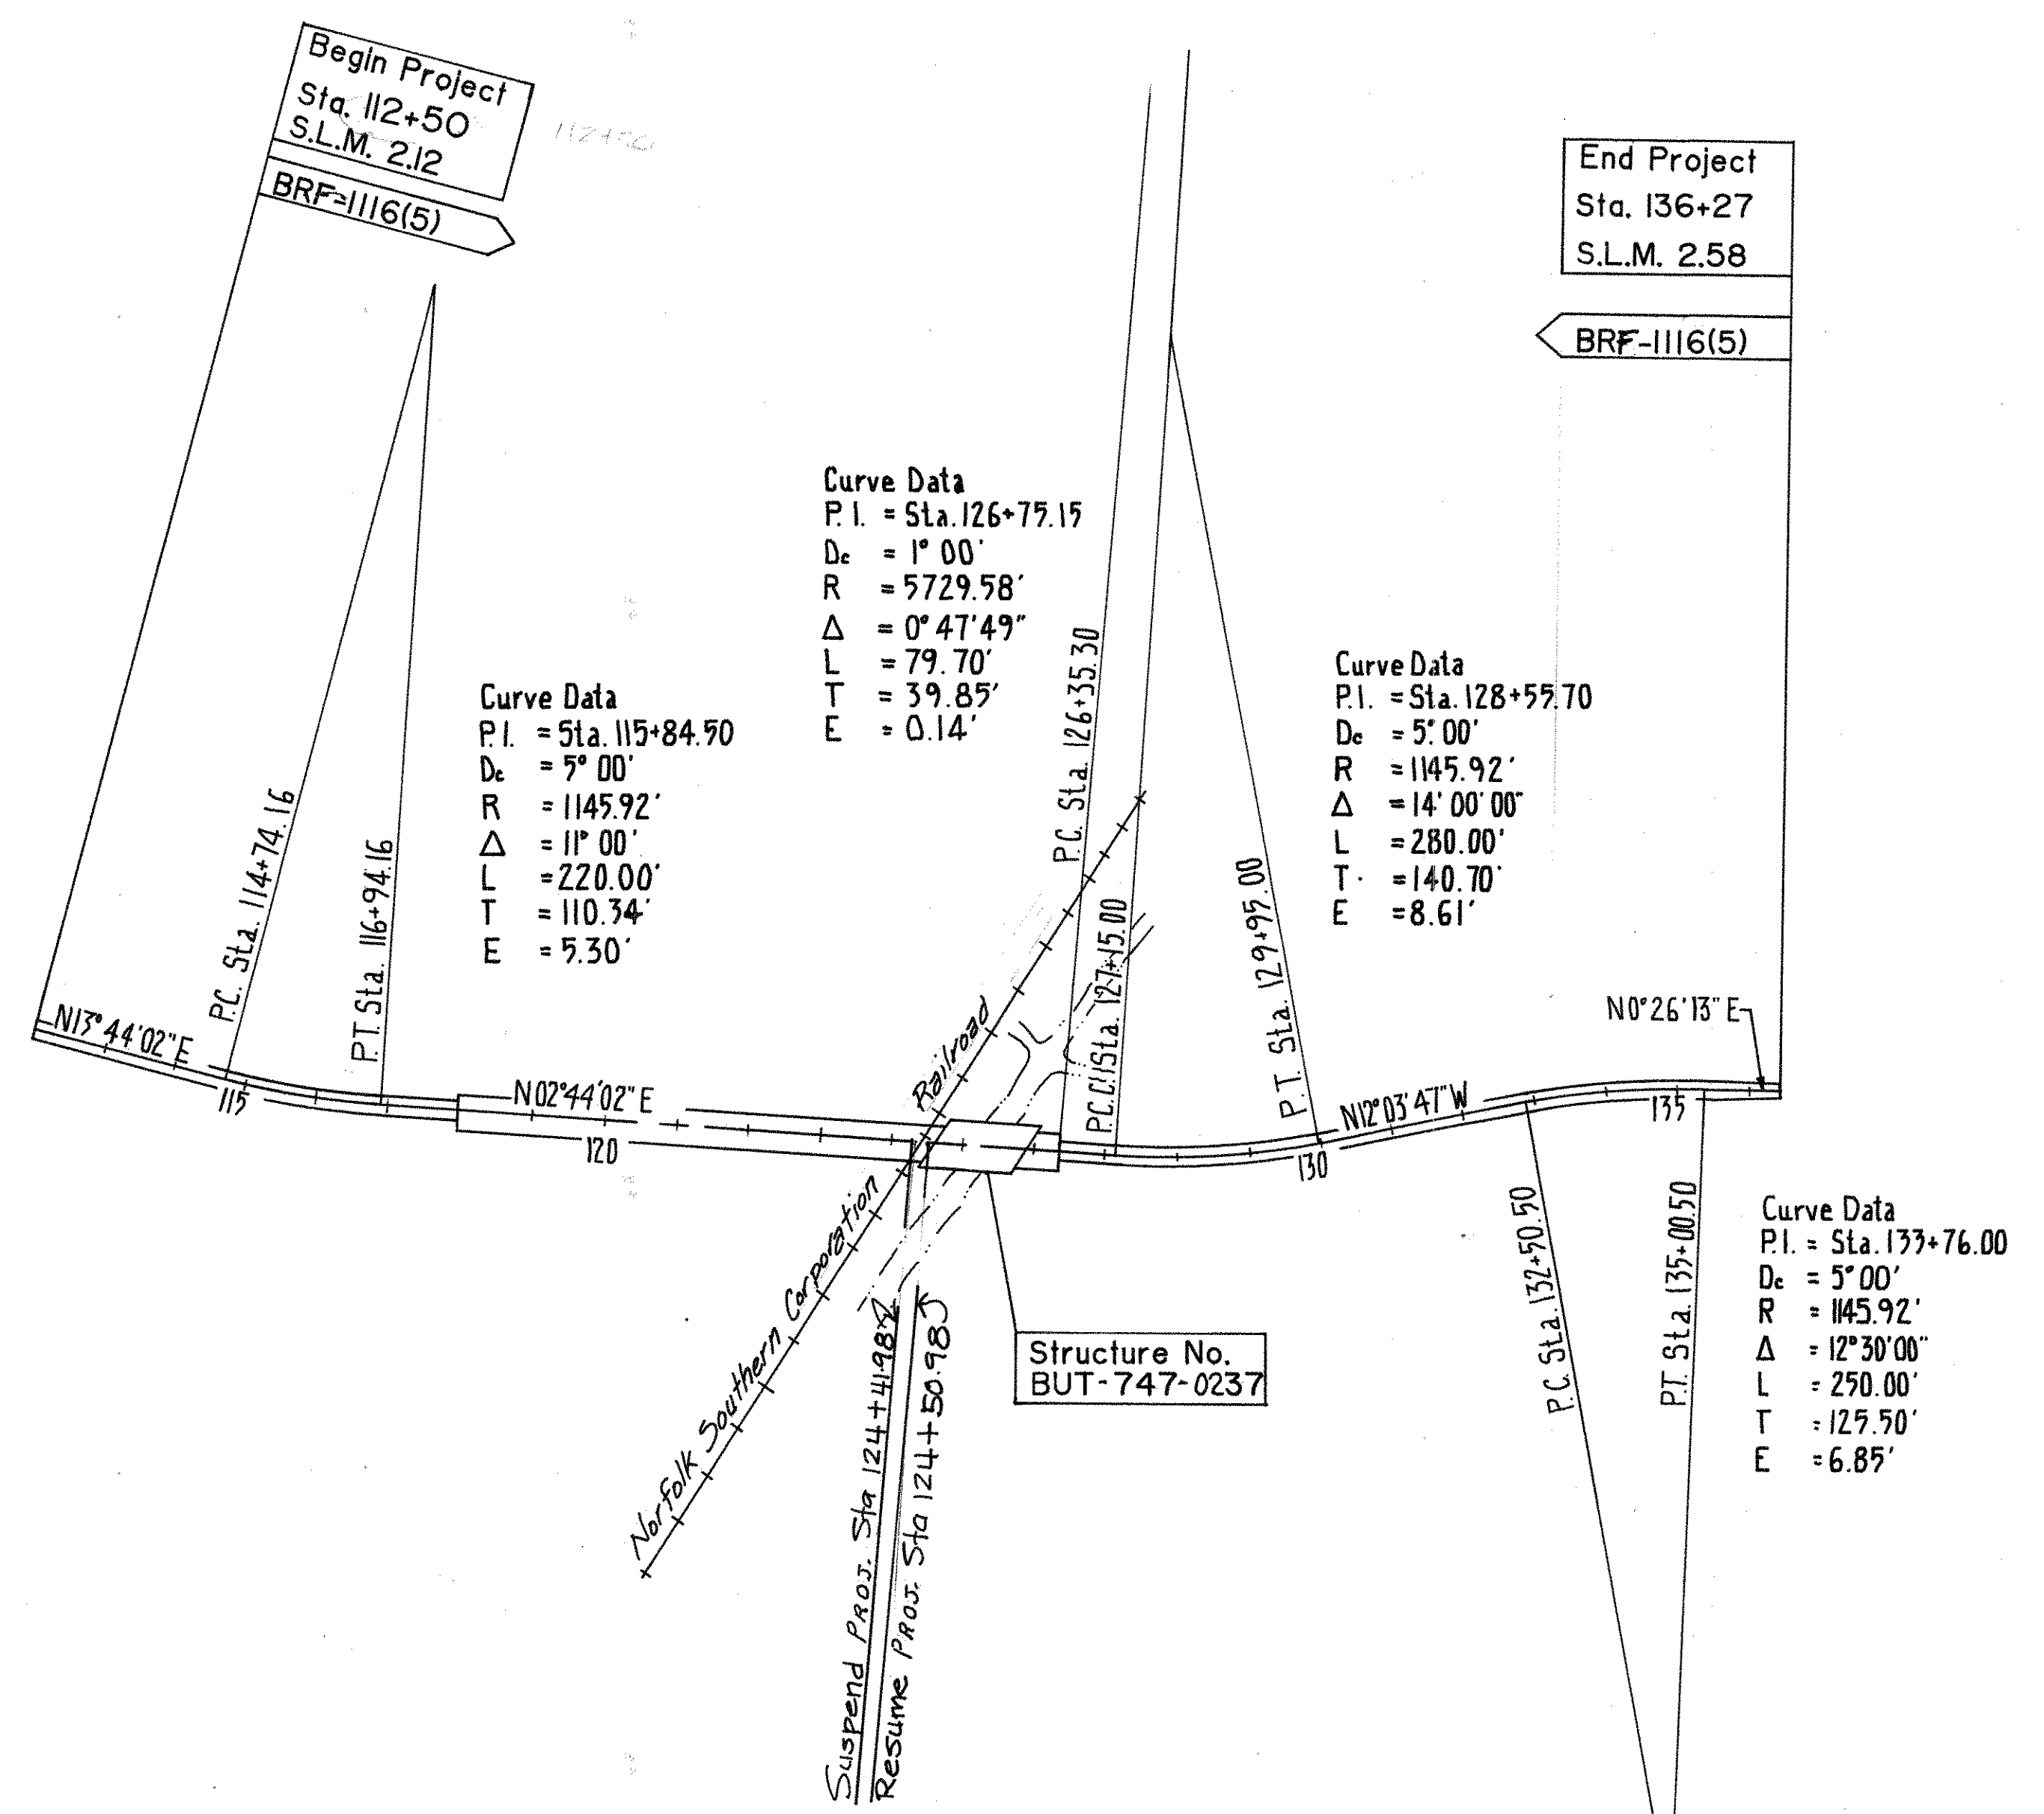 Begin Project
Sta. 112+50
S.L.M. 2.12
BRF-1116(5)
112+50
End Project
Sta. 136+27
S.L.M. 2.58
BRF-1116(5)
Curve Data
P.I. = Sta. 115+84.50
Dc = 5° 00'
R = 1145.92'
Δ = 11° 00'
L = 220.00'
T = 110.34'
E = 5.30'
Curve Data
P.I. = Sta. 126+75.15
Dc = 1° 00'
R = 5729.58'
Δ = 0° 47' 49"
L = 79.70'
T = 39.85'
E = 0.14'
Curve Data
P.I. = Sta. 128+55.70
Dc = 5° 00'
R = 1145.92'
Δ = 14° 00' 00"
L = 280.00'
T = 140.70'
E = 8.61'
P.C. Sta. 114+74.16
P.T. Sta. 116+94.16
P.C. Sta. 126+35.30
P.C.C. Sta. 127+15.00
P.T. Sta. 129+95.00
N13° 44' 02" E
N02° 44' 02" E
N12° 03' 47" W
N0° 26' 13" E
115
120
130
135
Norfolk Southern Corporation Railroad
P.C. Sta. 132+50.50
P.T. Sta. 135+00.50
Curve Data
P.I. = Sta. 133+76.00
Dc = 5° 00'
R = 1145.92'
Δ = 12° 30' 00"
L = 250.00'
T = 125.50'
E = 6.85'
Structure No.
BUT-747-0237
Suspend PROJ. Sta 124+41.98
Resume PROJ. Sta 124+50.98